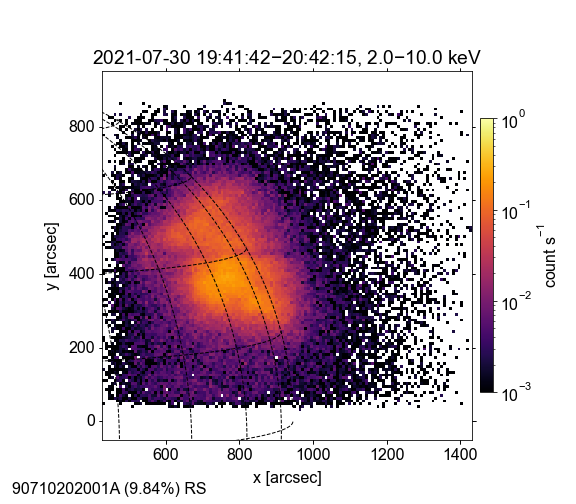 2021-07-30 19:41:42−20:42:15, 2.0−10.0 keV
y [arcsec]
800
600
400
200
0
600
800
1000
1200
1400
x [arcsec]
10⁰
10⁻¹
10⁻²
10⁻³
count s⁻¹
90710202001A (9.84%) RS